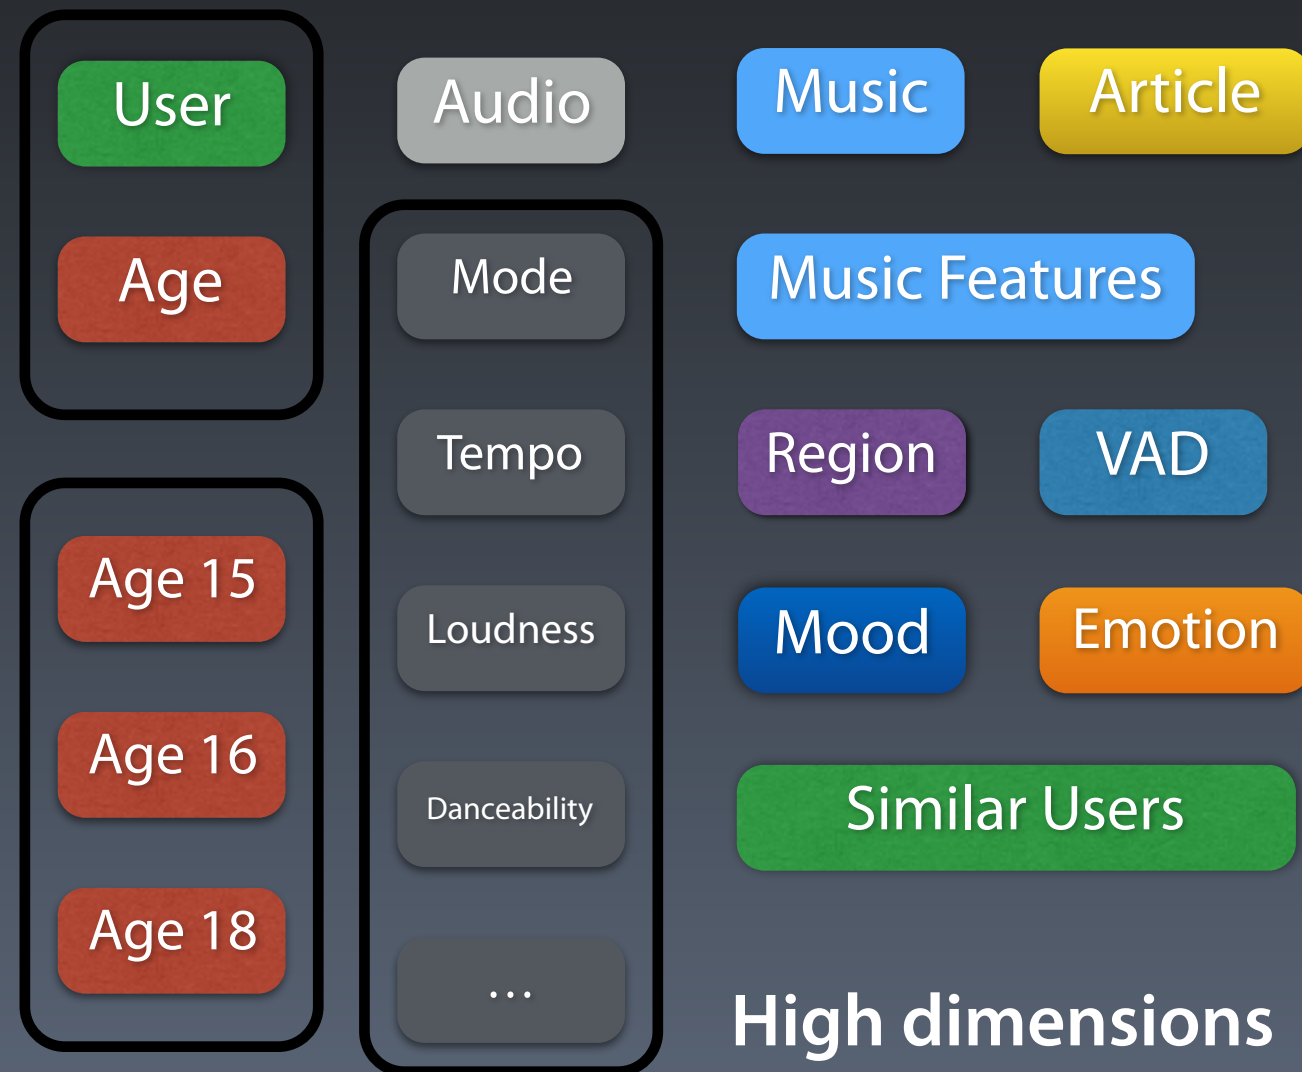 User
Age
Age 15
Age 16
Age 18
Audio
Mode
Tempo
Loudness
Danceability
...
Music
Article
Music Features
Region
VAD
Mood
Emotion
Similar Users
High dimensions